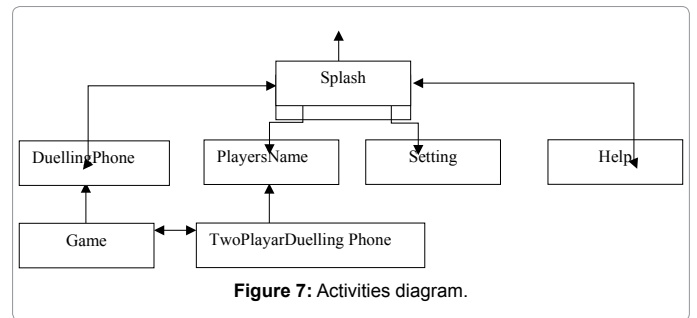 Splash
DuellingPhone
PlayersName
Setting
Help
Game
TwoPlayarDuelling Phone
Figure 7: Activities diagram.